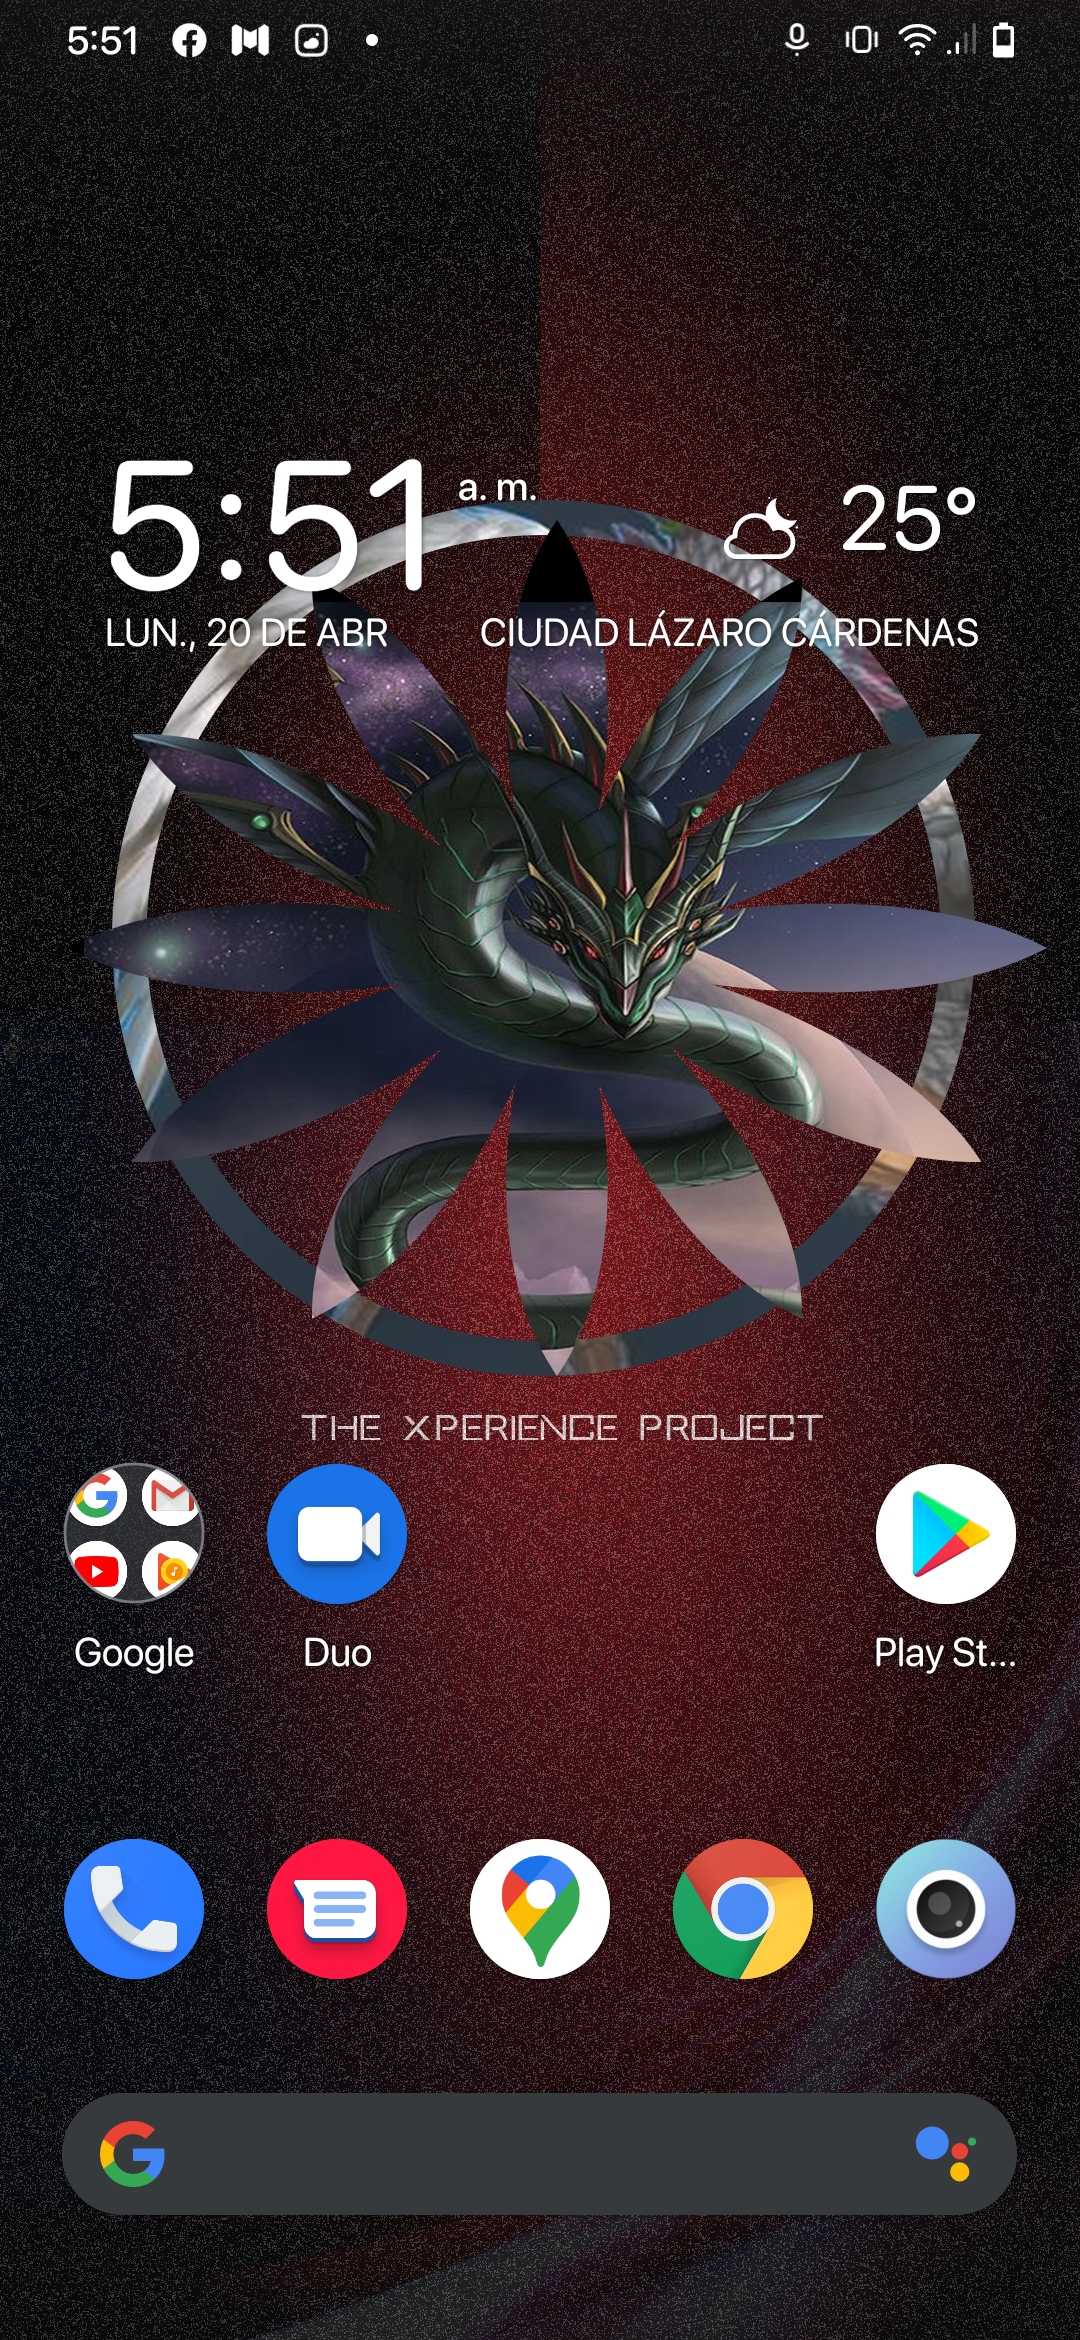 5:51
5:51 a. m.
25°
LUN., 20 DE ABR
CIUDAD LÁZARO CÁRDENAS
THE XPERIENCE PROJECT
Google
Duo
Play St...